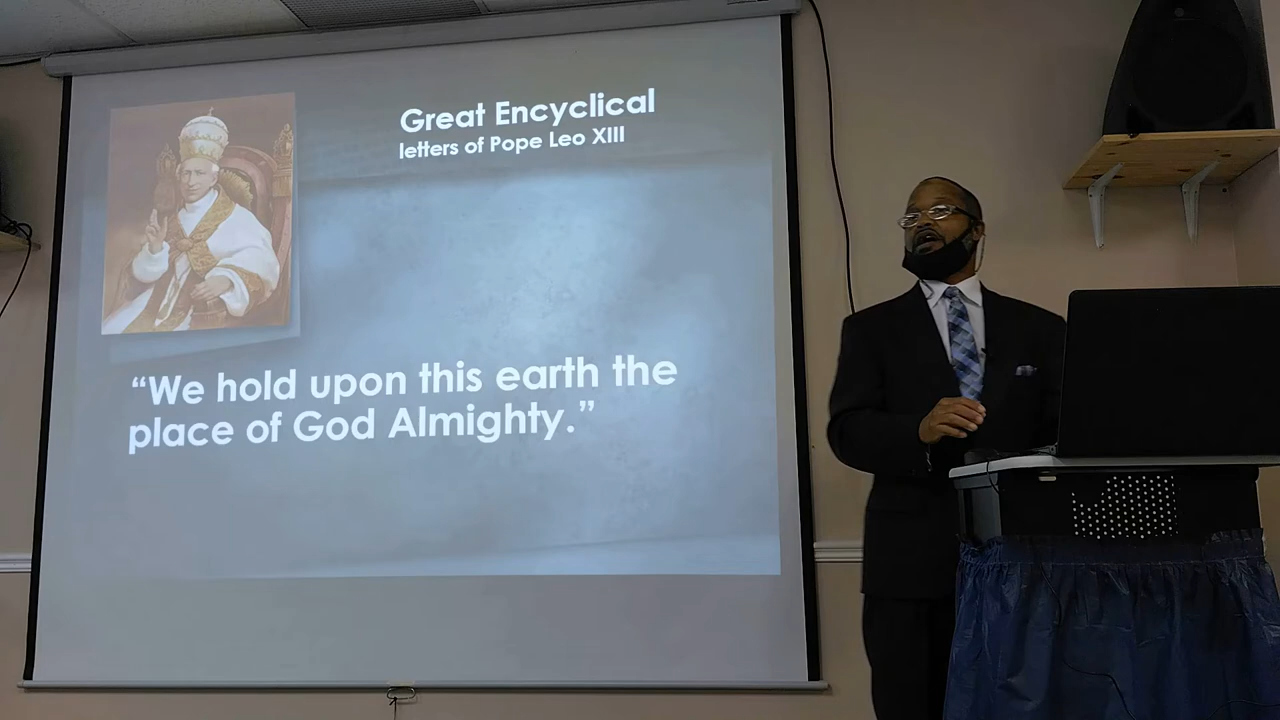 Great Encyclical
letters of Pope Leo XIII
“We hold upon this earth the
place of God Almighty.”